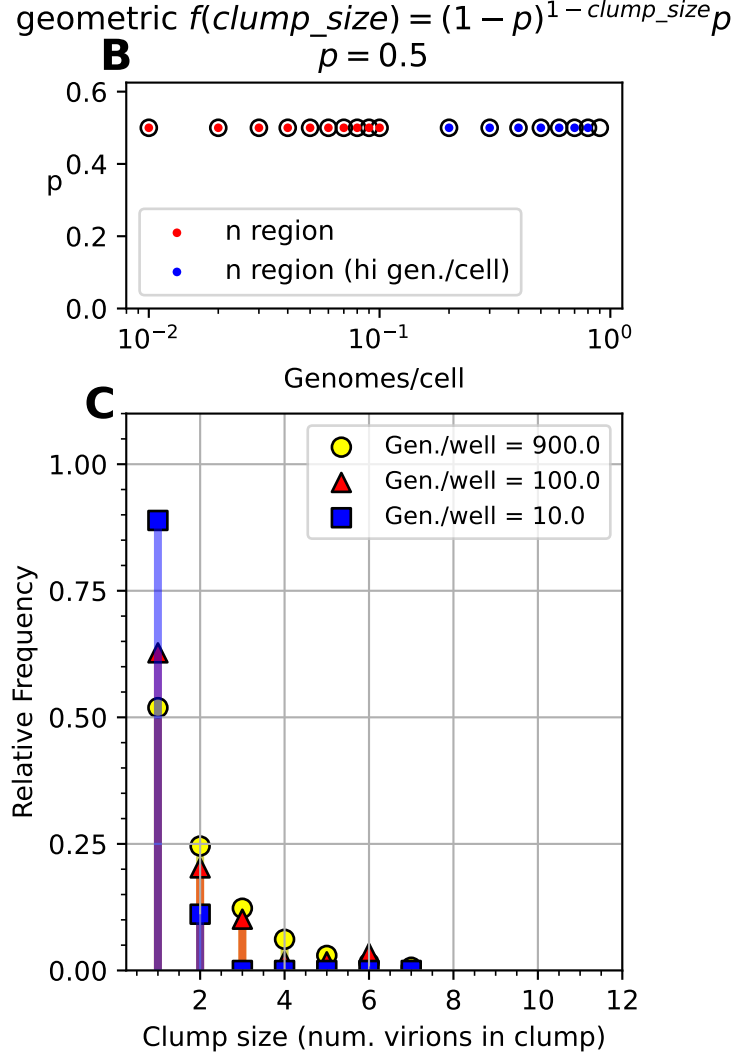 geometric f(clump_size) = (1 − p)^{1 − clump_size}p
B p = 0.5
0.6
0.4
p
0.2
0.0
n region
n region (hi gen./cell)
10⁻² 10⁻¹ 10⁰
Genomes/cell
C
1.00
0.75
0.50
0.25
0.00
Relative Frequency
Gen./well = 900.0
Gen./well = 100.0
Gen./well = 10.0
2 4 6 8 10 12
Clump size (num. virions in clump)